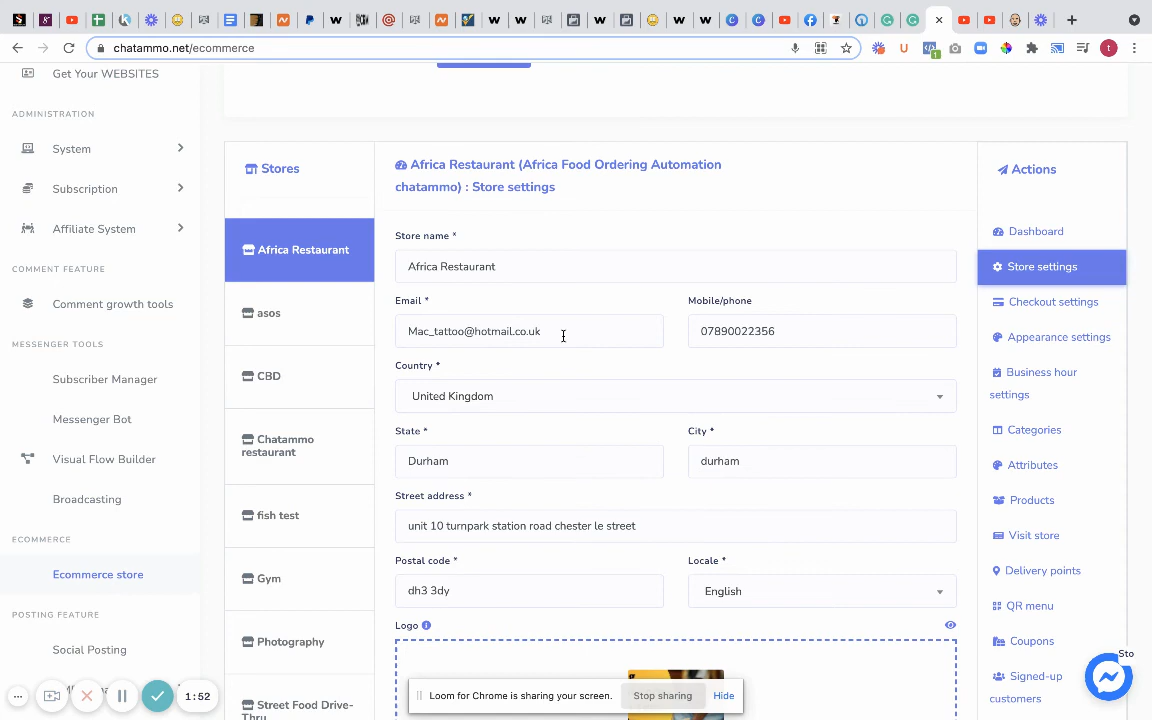 chatammo.net/ecommerce
Get Your WEBSITES
ADMINISTRATION
System
Subscription
Affiliate System
COMMENT FEATURE
Comment growth tools
MESSENGER TOOLS
Subscriber Manager
Messenger Bot
Visual Flow Builder
Broadcasting
ECOMMERCE
Ecommerce store
POSTING FEATURE
Social Posting
1:52
Stores
Africa Restaurant
asos
CBD
Chatammo
restaurant
fish test
Gym
Photography
Street Food Drive-
Thru
Africa Restaurant (Africa Food Ordering Automation
chatammo) : Store settings
Store name *
Africa Restaurant
Email *
Mobile/phone
Mac_tattoo@hotmail.co.uk
07890022356
Country *
United Kingdom
State *
City *
Durham
durham
Street address *
unit 10 turnpark station road chester le street
Postal code *
Locale *
dh3 3dy
English
Logo
Loom for Chrome is sharing your screen.
Stop sharing
Hide
Actions
Dashboard
Store settings
Checkout settings
Appearance settings
Business hour
settings
Categories
Attributes
Products
Visit store
Delivery points
QR menu
Coupons
Signed-up
customers
Sto